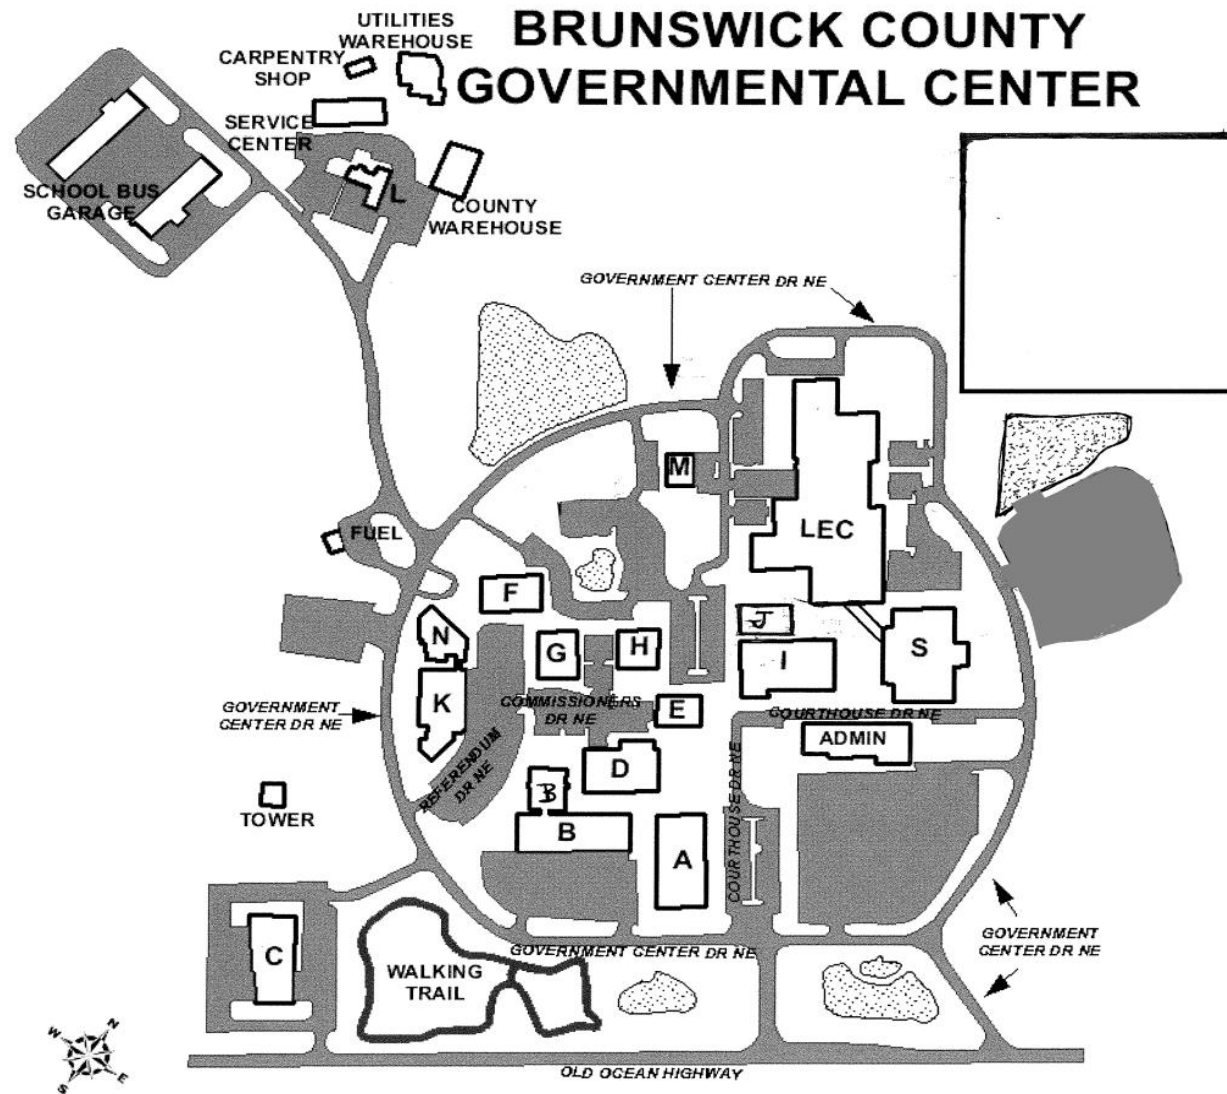 BRUNSWICK COUNTY
GOVERNMENTAL CENTER
UTILITIES
WAREHOUSE
CARPENTRY
SHOP
SERVICE
CENTER
SCHOOL BUS
GARAGE
L
COUNTY
WAREHOUSE
GOVERNMENT CENTER DR NE
M
LEC
FUEL
F
N
G
H
J
I
S
K
COMMISSIONERS
DR NE
E
COURTHOUSE DR NE
ADMIN
GOVERNMENT
CENTER DR NE
REFERENDUM
DR NE
D
B
B
A
COURTHOUSE DR NE
TOWER
C
WALKING
TRAIL
GOVERNMENT CENTER DR NE
GOVERNMENT
CENTER DR NE
OLD OCEAN HIGHWAY
W
N
S
E